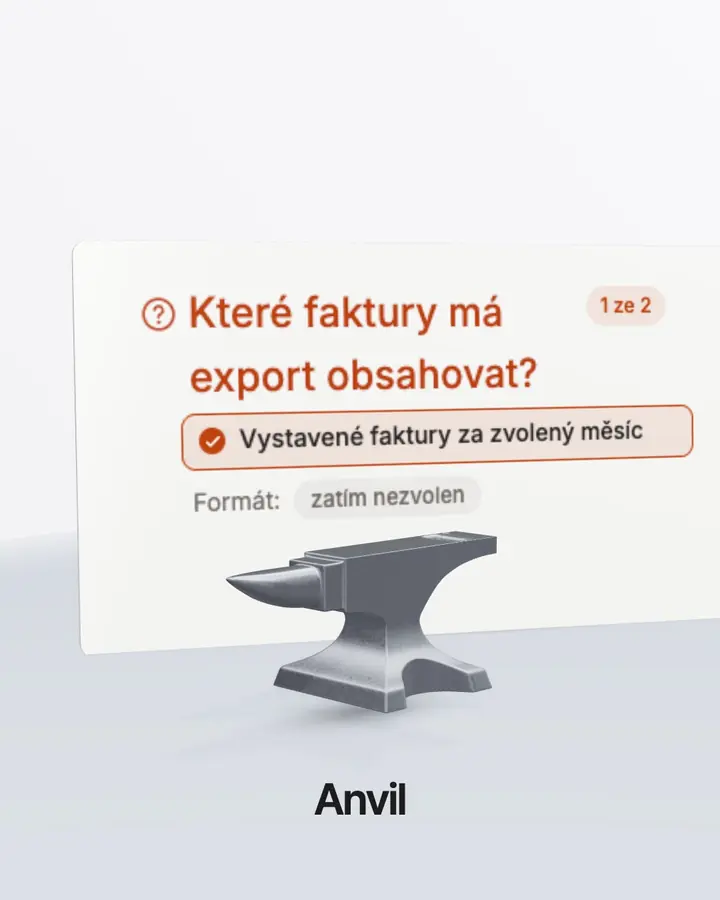 Které faktury má
1 ze 2
export obsahovat?
Vystavené faktury za zvolený měsíc
Formát: zatím nezvolen
Anvil